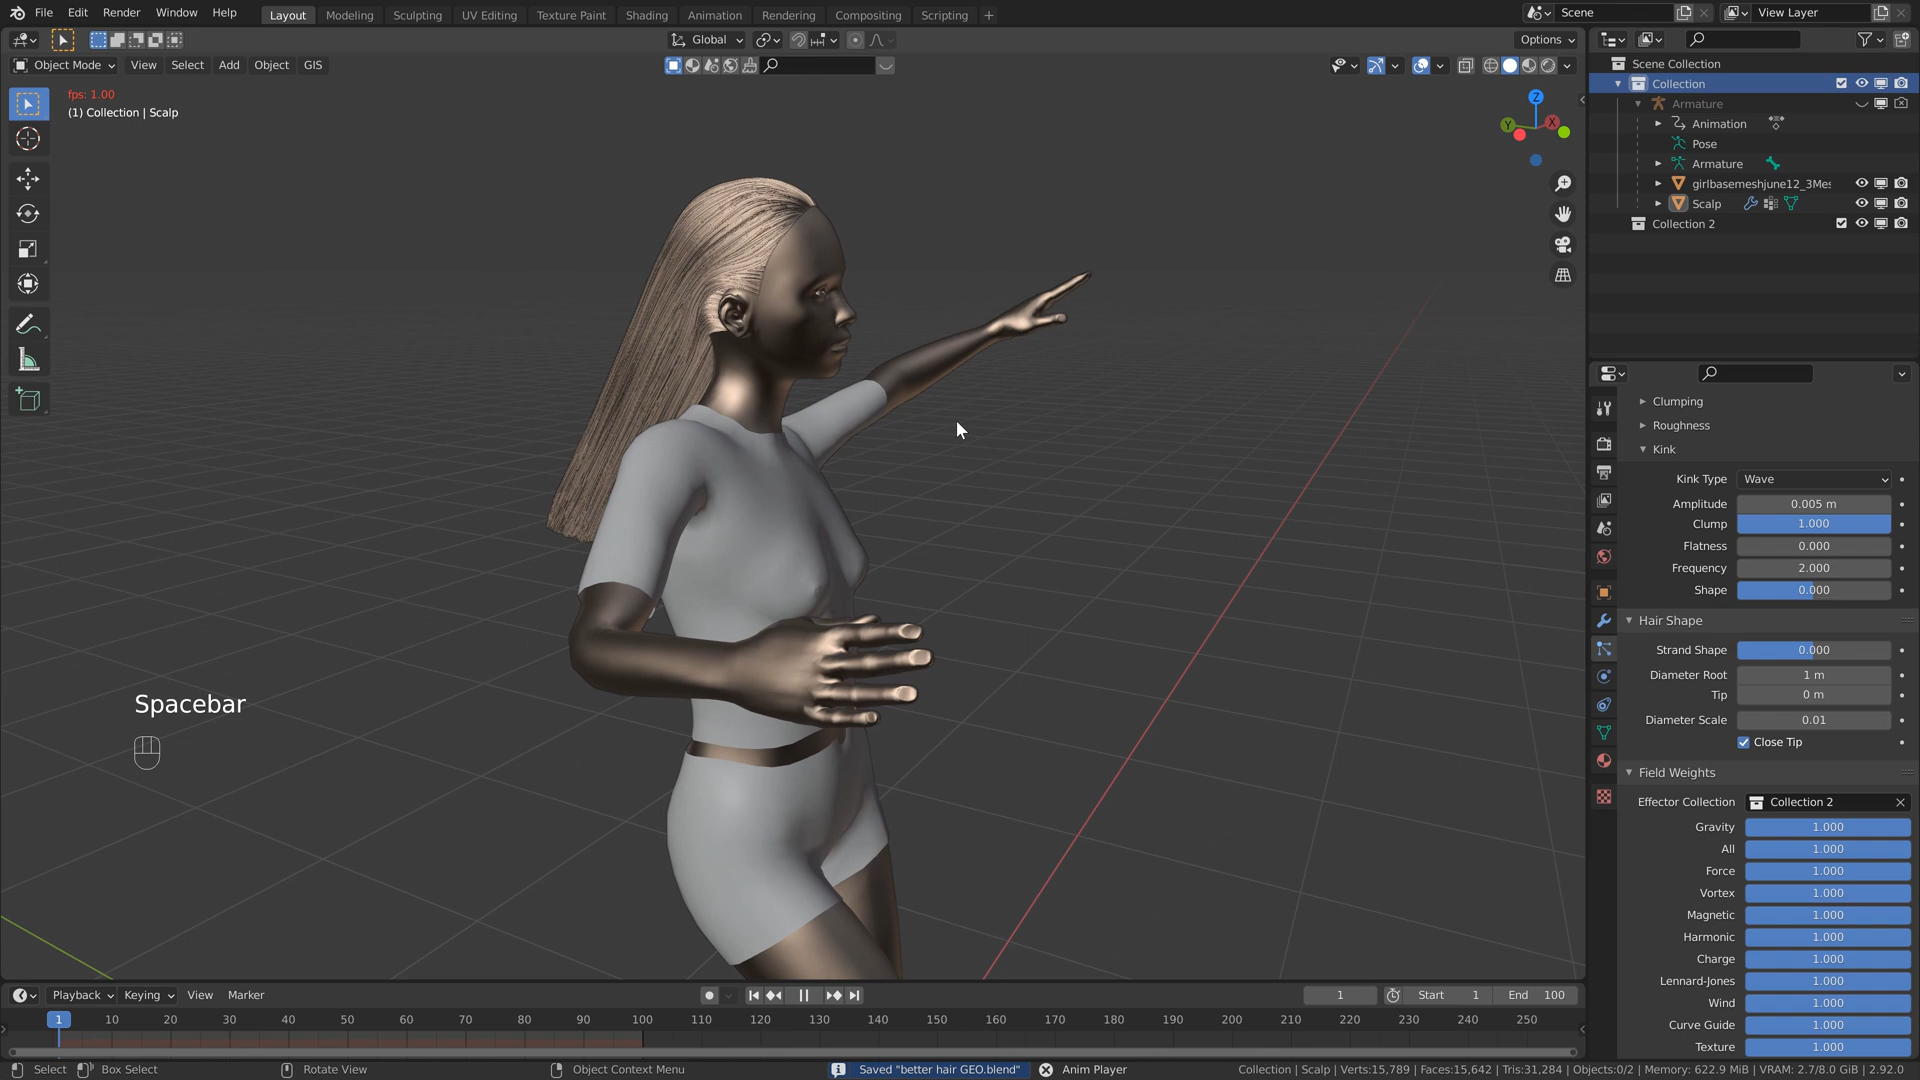 File Edit Render Window Help
Layout Modeling Sculpting UV Editing Texture Paint Shading Animation Rendering Compositing Scripting +
Scene View Layer
Global Options
Object Mode View Select Add Object GIS
fps: 1.00
(1) Collection | Scalp
Z
Y X
Scene Collection
Collection
Armature
Animation
Pose
Armature
girlbasemeshjune12_3Mes
Scalp
Collection 2
Clumping
Roughness
Kink
Kink Type Wave
Amplitude 0.005 m
Clump 1.000
Flatness 0.000
Frequency 2.000
Shape 0.000
Hair Shape
Strand Shape 0.000
Diameter Root 1 m
Tip 0 m
Diameter Scale 0.01
Close Tip
Field Weights
Effector Collection Collection 2
Gravity 1.000
All 1.000
Force 1.000
Vortex 1.000
Magnetic 1.000
Harmonic 1.000
Charge 1.000
Lennard-Jones 1.000
Wind 1.000
Curve Guide 1.000
Texture 1.000
Spacebar
Playback Keying View Marker 1 Start 1 End 100
1 10 20 30 40 50 60 70 80 90 100 110 120 130 140 150 160 170 180 190 200 210 220 230 240 250
Select Box Select Rotate View Object Context Menu Saved "better hair GEO.blend" Anim Player Collection | Scalp | Verts:15,789 | Faces:15,642 | Tris:31,284 | Objects:0/2 | Memory: 622.9 MiB | VRAM: 2.7/8.0 GiB | 2.92.0